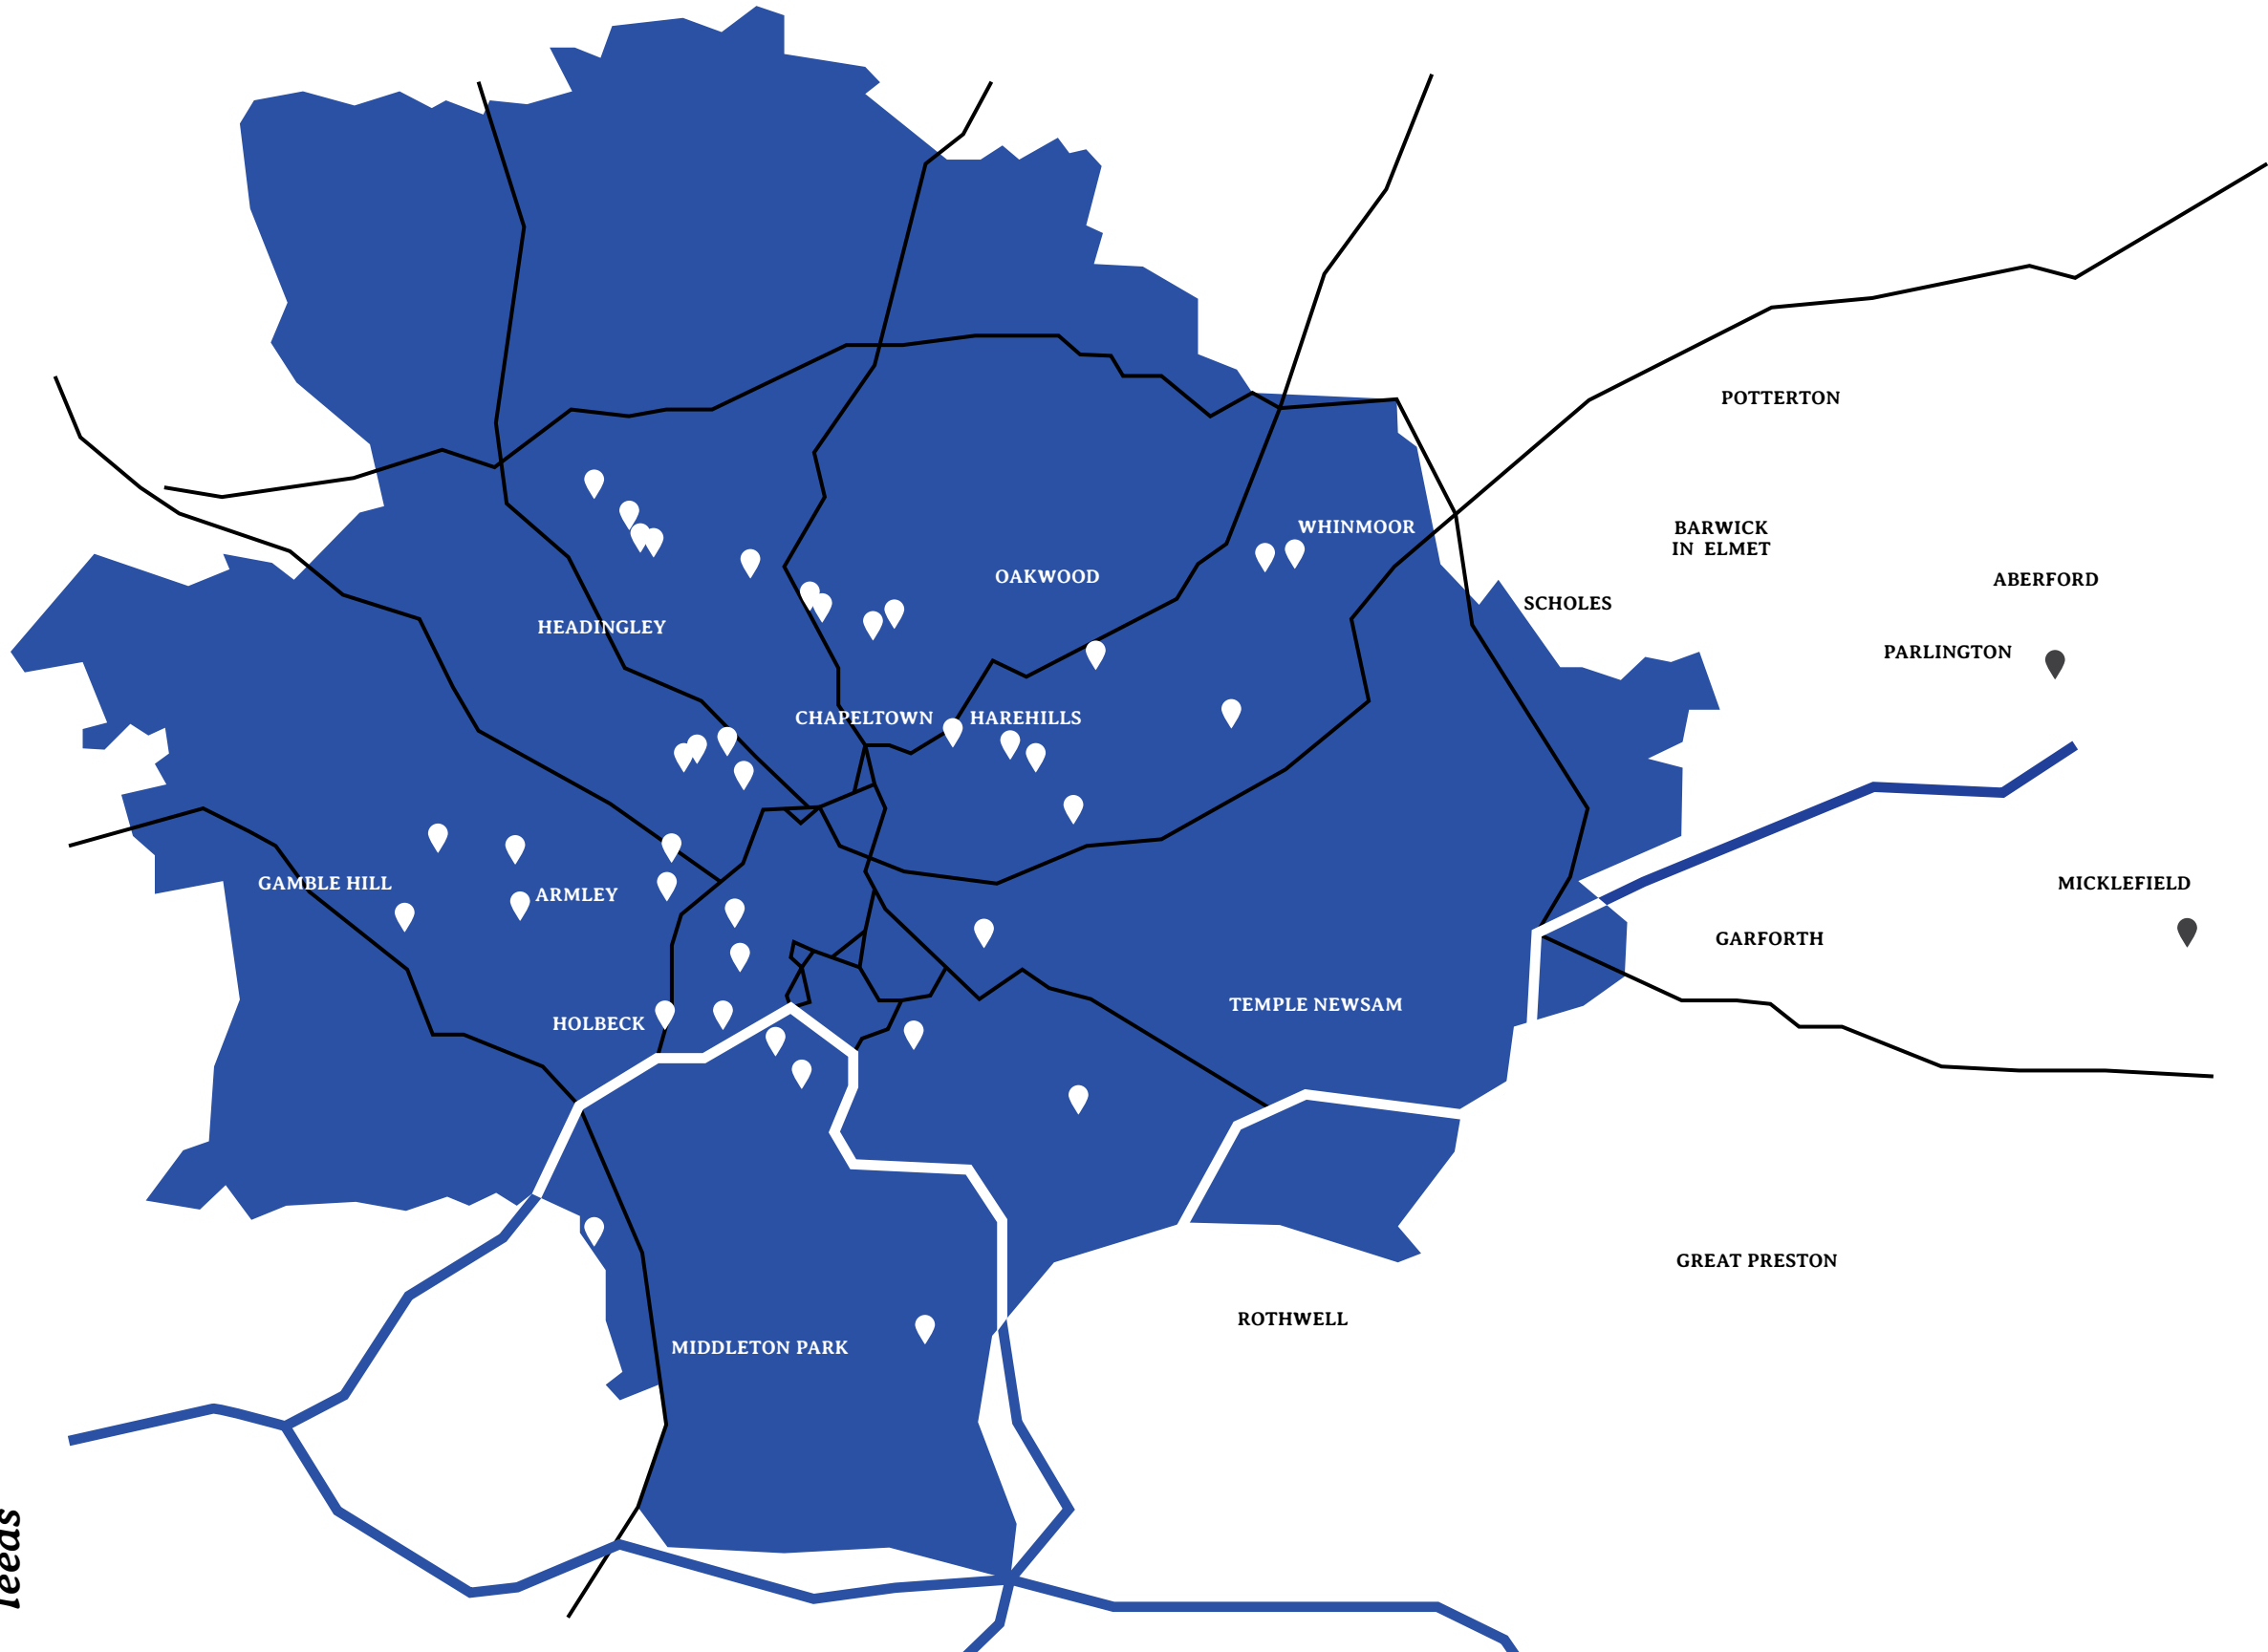 POTTERTON
WHINMOOR
BARWICK
IN ELMET
OAKWOOD
ABERFORD
SCHOLES
HEADINGLEY
PARLINGTON
CHAPELTOWN
HAREHILLS
GAMBLE HILL
MICKLEFIELD
ARMLEY
GARFORTH
TEMPLE NEWSAM
HOLBECK
GREAT PRESTON
ROTHWELL
MIDDLETON PARK
leeds